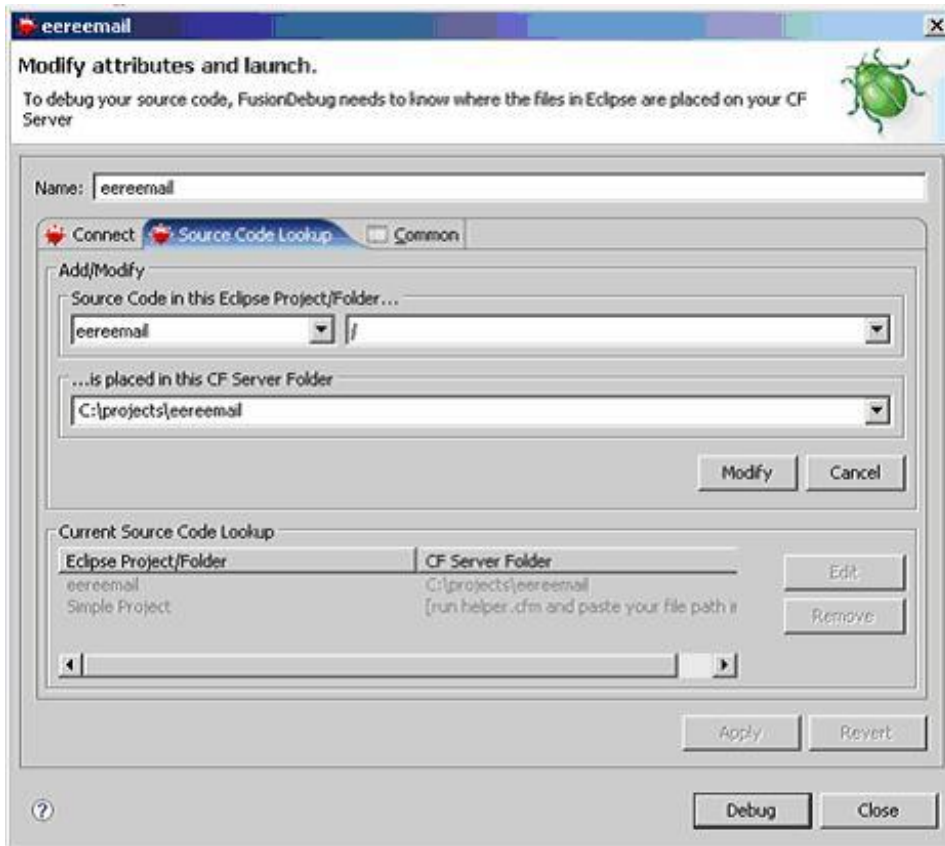 eereemail
Modify attributes and launch.
To debug your source code, FusionDebug needs to know where the files in Eclipse are placed on your CF
Server
Name: eereemail
Connect Source Code Lookup Common
Add/Modify
Source Code in this Eclipse Project/Folder...
eereemail /
...is placed in this CF Server Folder
C:\projects\eereemail
Modify Cancel
Current Source Code Lookup
Eclipse Project/Folder CF Server Folder
eereemail C:\projects\eereemail
Simple Project [run helper.cfm and paste your file path in
Edit
Remove
Apply Revert
? Debug Close